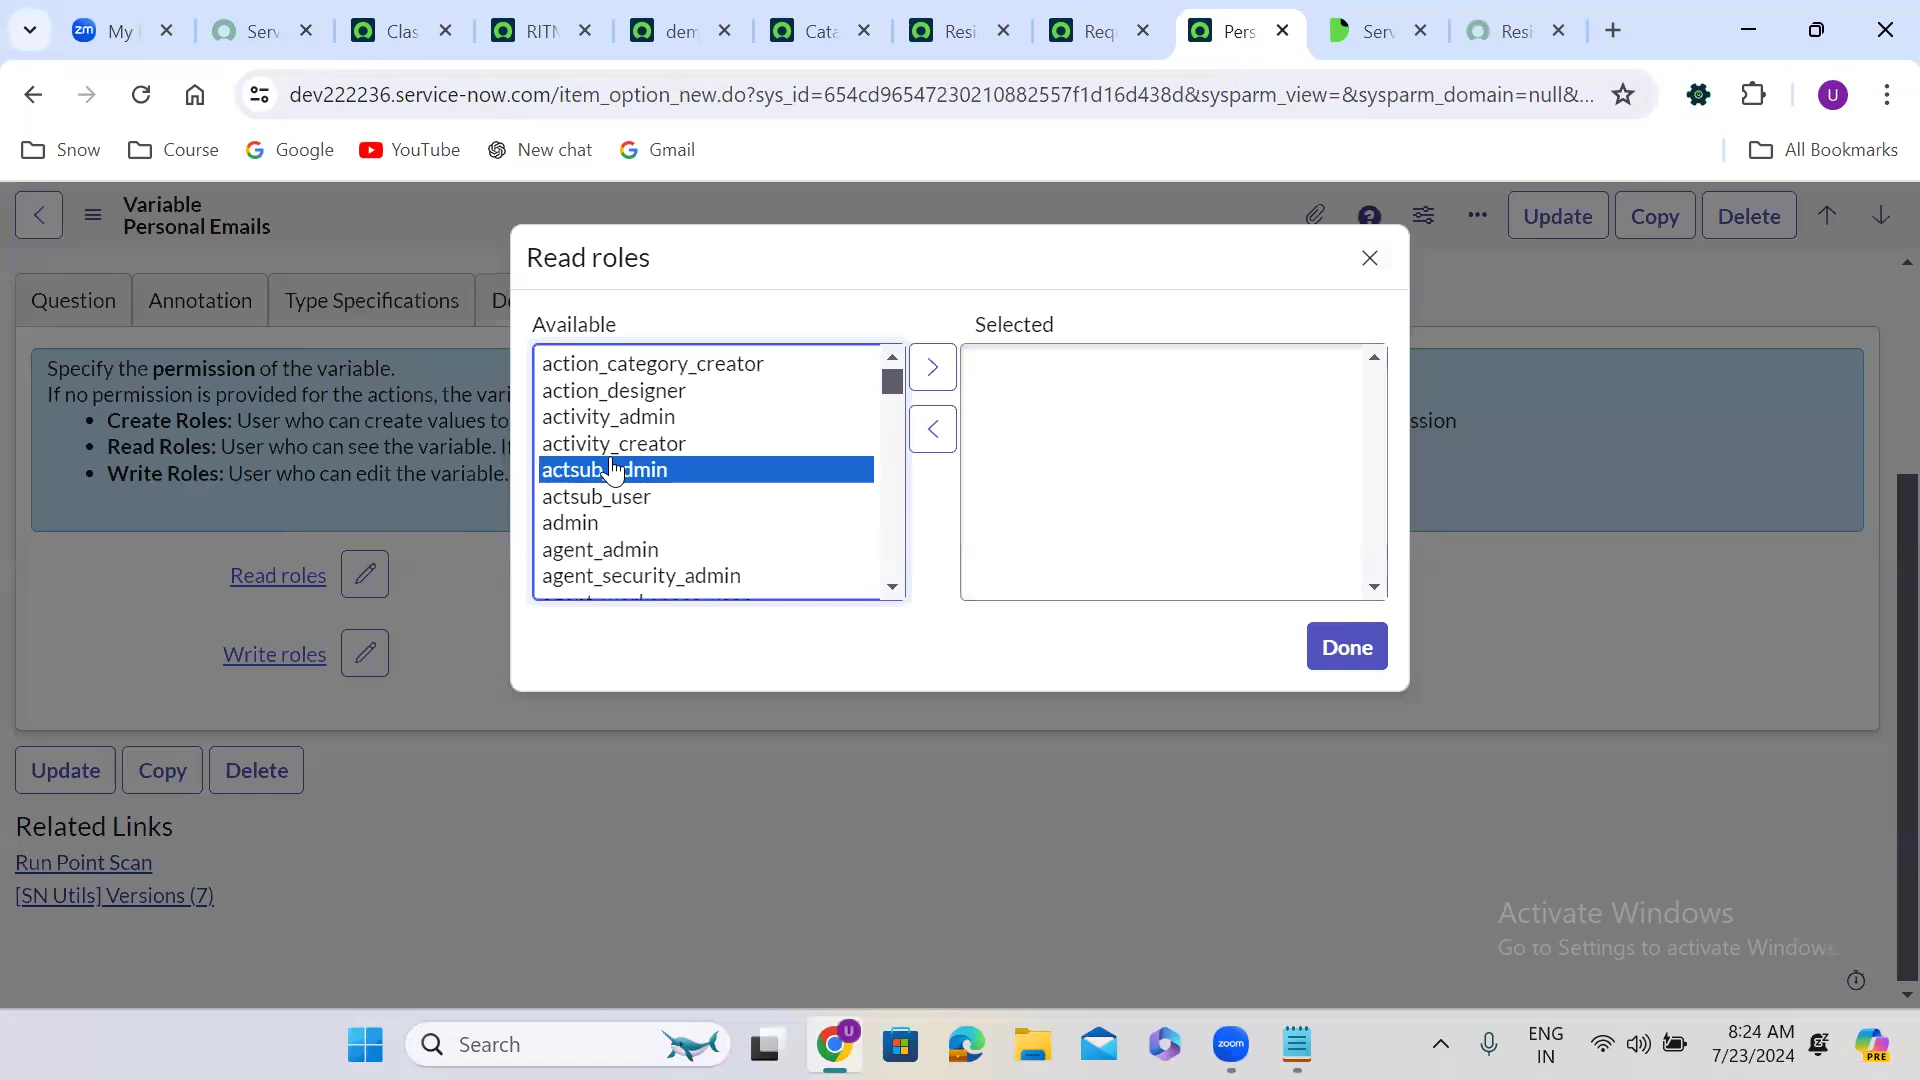 zm My
Serv
Clas
RITM
dem
Cata
Resi
Req
Pers
Serv
Resi
dev222236.service-now.com/item_option_new.do?sys_id=654cd96547230210882557f1d16d438d&sysparm_view=&sysparm_domain=null&...
U
Snow
Course
Google
YouTube
New chat
Gmail
All Bookmarks
Variable
Personal Emails
Update
Copy
Delete
Question
Annotation
Type Specifications
Specify the permission of the variable.
If no permission is provided for the actions, the vari
Create Roles: User who can create values to
ssion
Read Roles: User who can see the variable.
Write Roles: User who can edit the variable.
Read roles
Write roles
Read roles
Available
Selected
action_category_creator
action_designer
activity_admin
activity_creator
actsub_admin
actsub_user
admin
agent_admin
agent_security_admin
Done
Update
Copy
Delete
Related Links
Run Point Scan
[SN Utils] Versions (7)
Activate Windows
Go to Settings to activate Windows
Search
U
zoom
ENG
IN
8:24 AM
7/23/2024
PRE